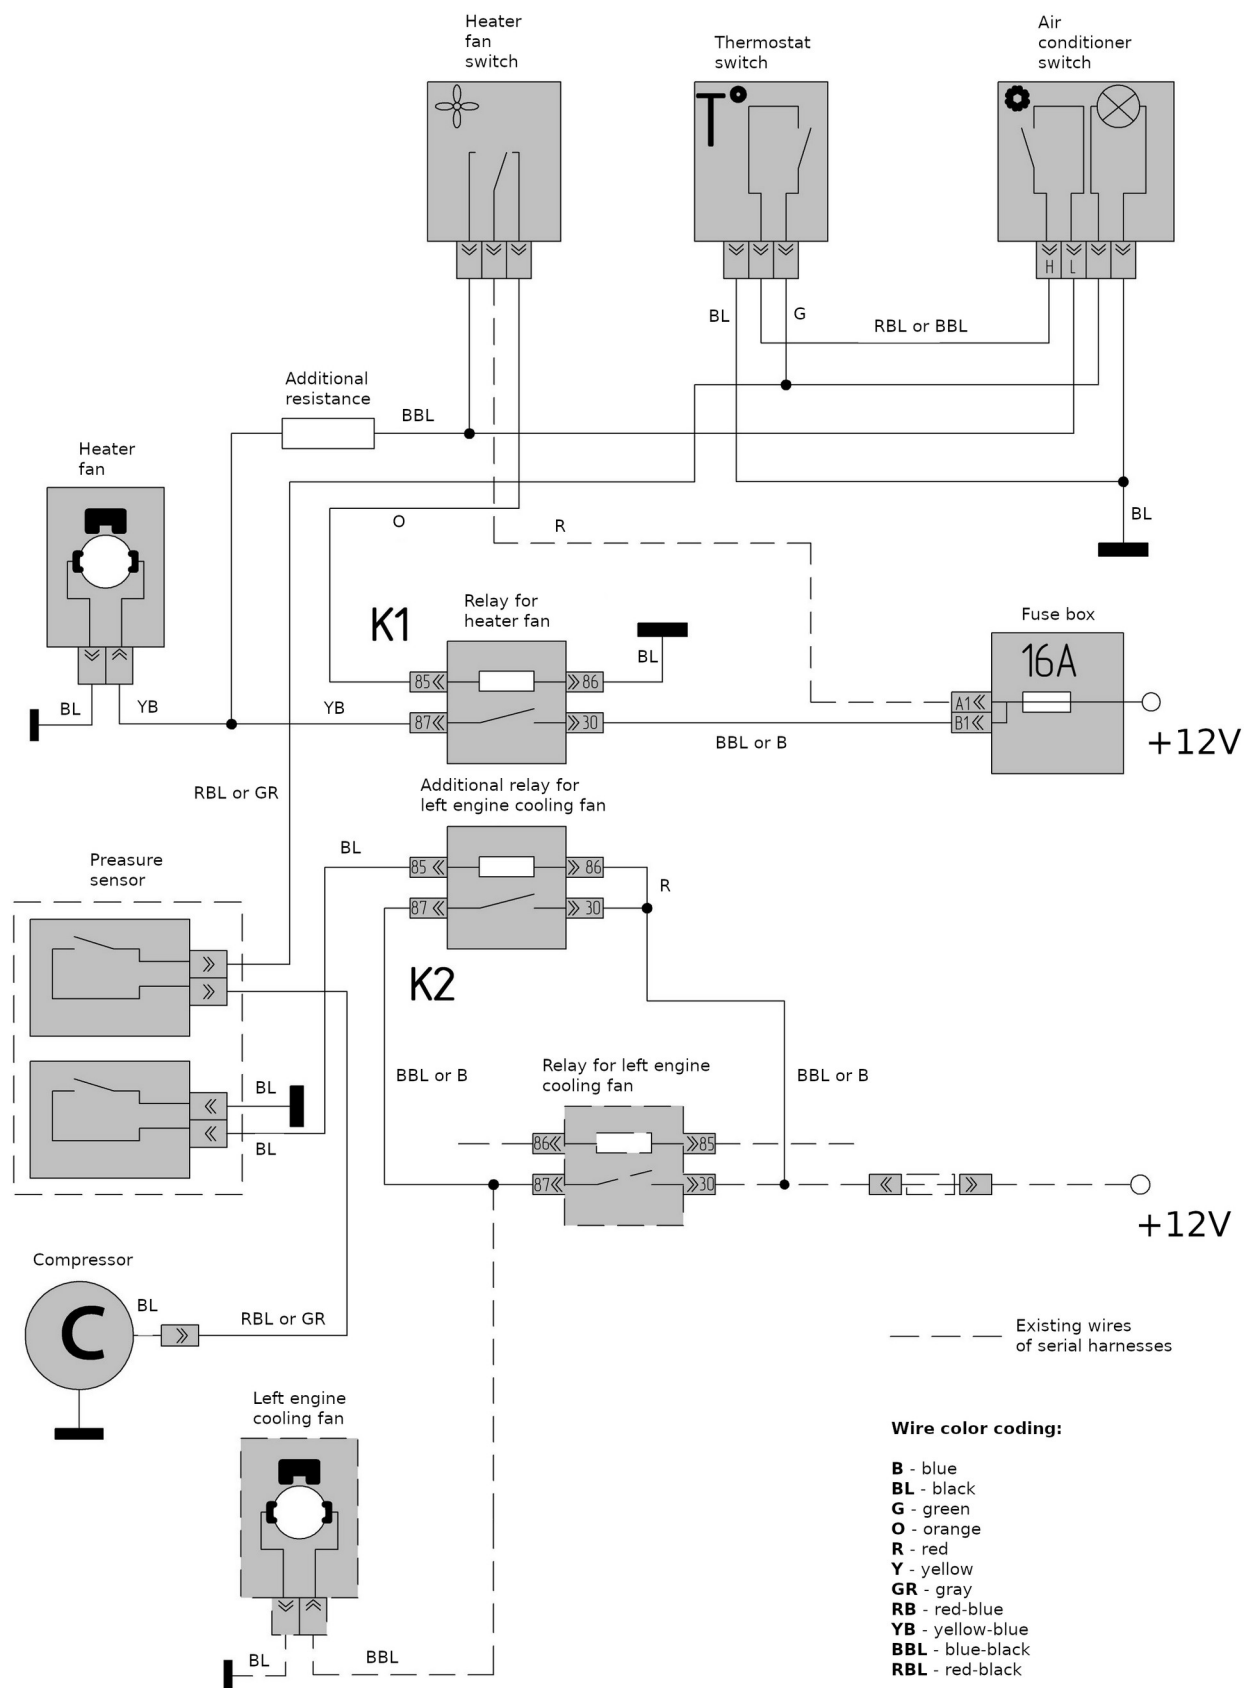 Heater
fan
switch
Thermostat
switch
Air
conditioner
switch
T°
H
L
BL
G
RBL or BBL
Additional
resistance
BBL
Heater
fan
O
R
BL
K1
Relay for
heater fan
Fuse box
16A
BL
85
86
A1
BL
YB
YB
87
30
B1
BBL or B
+12V
Additional relay for
left engine cooling fan
RBL or GR
BL
Preasure
sensor
85
86
R
87
30
K2
BBL or B
Relay for left engine
cooling fan
BBL or B
BL
BL
86
85
87
30
+12V
Compressor
BL
C
RBL or GR
Existing wires
of serial harnesses
Left engine
cooling fan
BL
BBL
Wire color coding:
B - blue
BL - black
G - green
O - orange
R - red
Y - yellow
GR - gray
RB - red-blue
YB - yellow-blue
BBL - blue-black
RBL - red-black